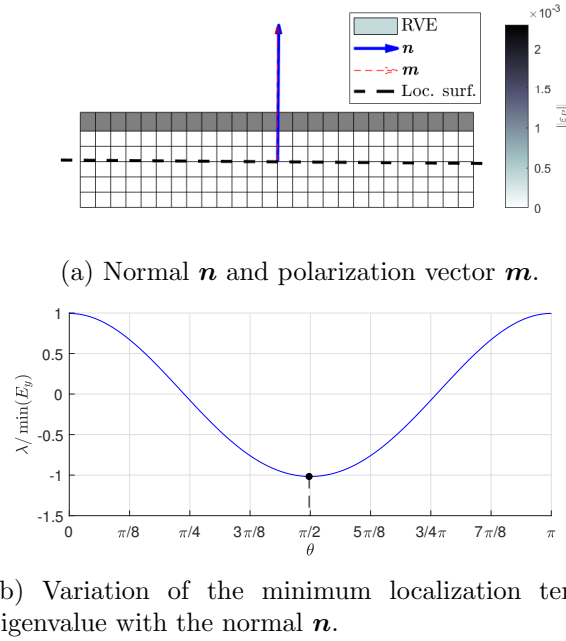 ×10⁻³
RVE
n
m
Loc. surf.
2
1.5
1
0.5
0
‖ε_P‖
(a) Normal n and polarization vector m.
1
0.5
0
-0.5
-1
-1.5
λ/ min(E_y)
0 π/8 π/4 3π/8 π/2 5π/8 3/4π 7π/8 π
θ
b) Variation of the minimum localization ten
igenvalue with the normal n.